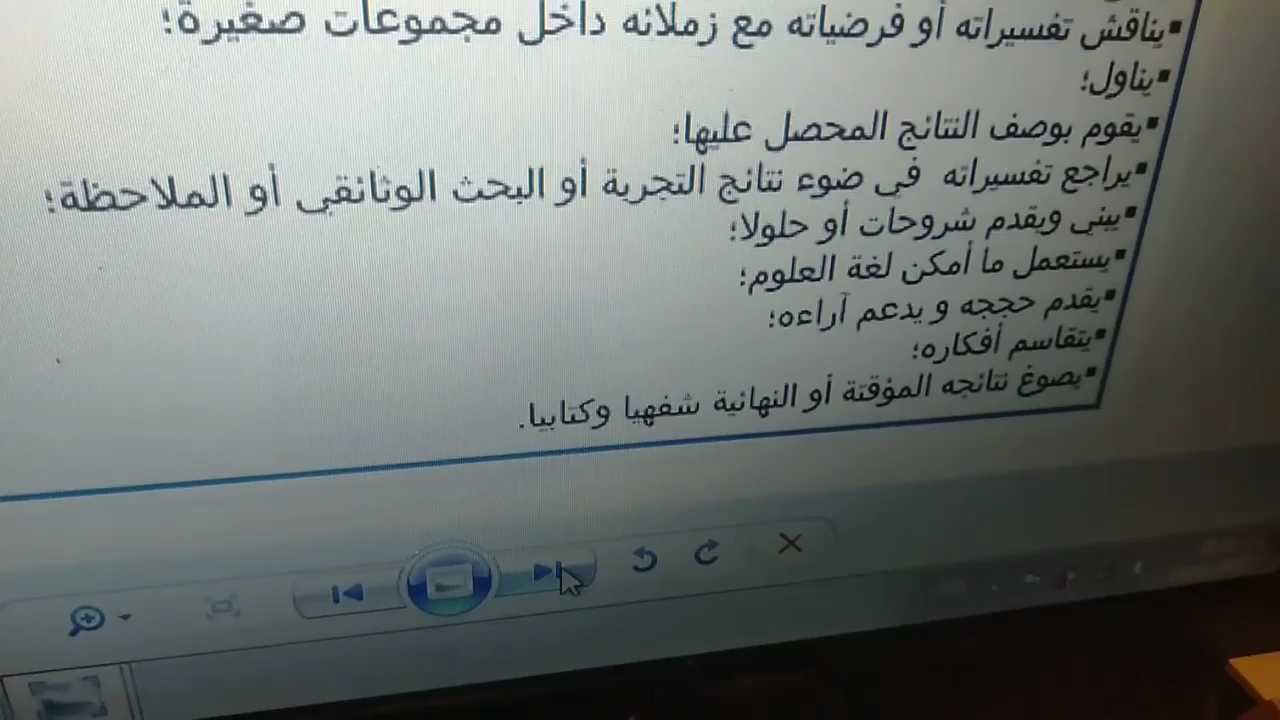 ▪يناقش تفسيراته أو فرضياته مع زملائه داخل مجموعات صغيرة؛
▪يناول؛
▪يقوم بوصف النتائج المحصل عليها؛
▪يراجع تفسيراته في ضوء نتائج التجربة أو البحث الوثائقي أو الملاحظة؛
▪يبني ويقدم شروحات أو حلولا؛
▪يستعمل ما أمكن لغة العلوم؛
▪يقدم حججه و يدعم آراءه؛
▪يتقاسم أفكاره؛
▪يصوغ نتائجه المؤقتة أو النهائية شفهيا وكتابيا.